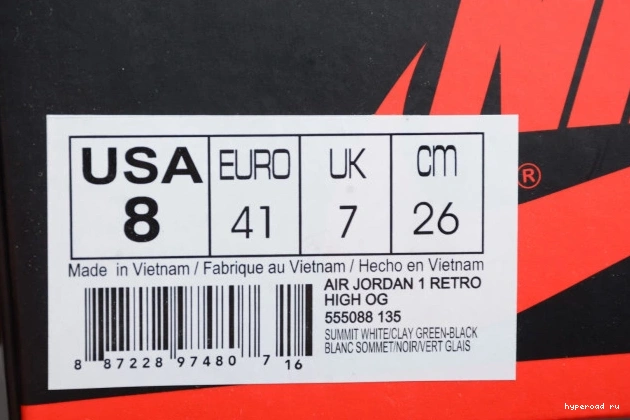 USA EURO UK cm
8 41 7 26
Made in Vietnam / Fabrique au Vietnam / Hecho en Vietnam
AIR JORDAN 1 RETRO
HIGH OG
555088 135
SUMMIT WHITE/CLAY GREEN-BLACK
BLANC SOMMET/NOIR/VERT GLAIS
8 87228 97480 7 16
®
hyperoad ru